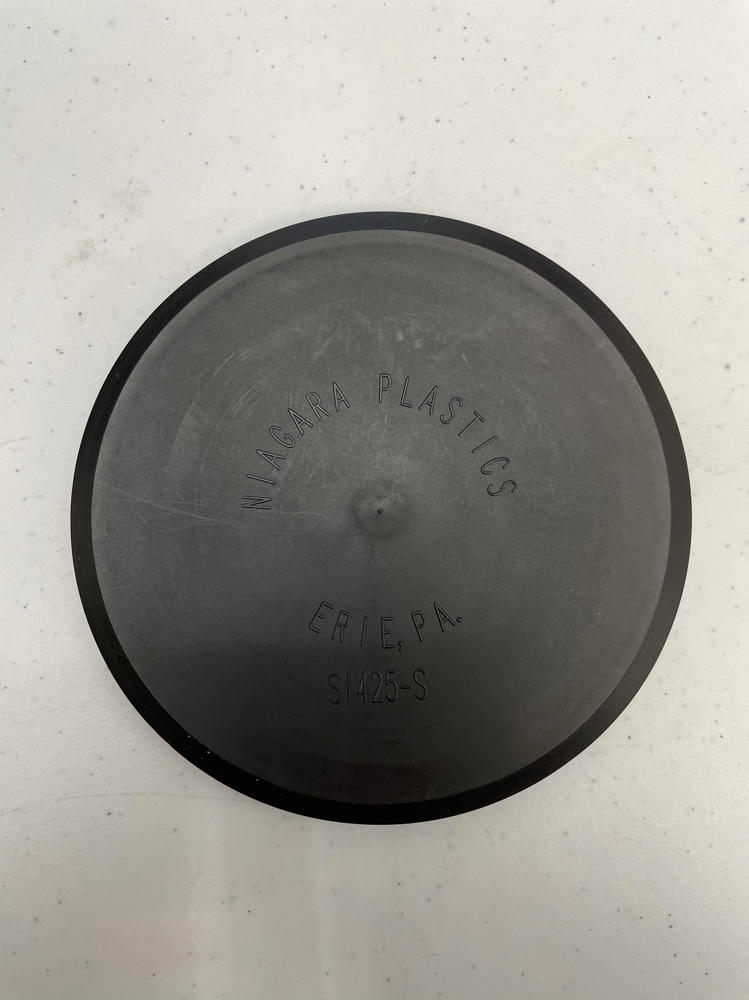 NIAGARA PLASTICS
ERIE, PA.
S1425-S